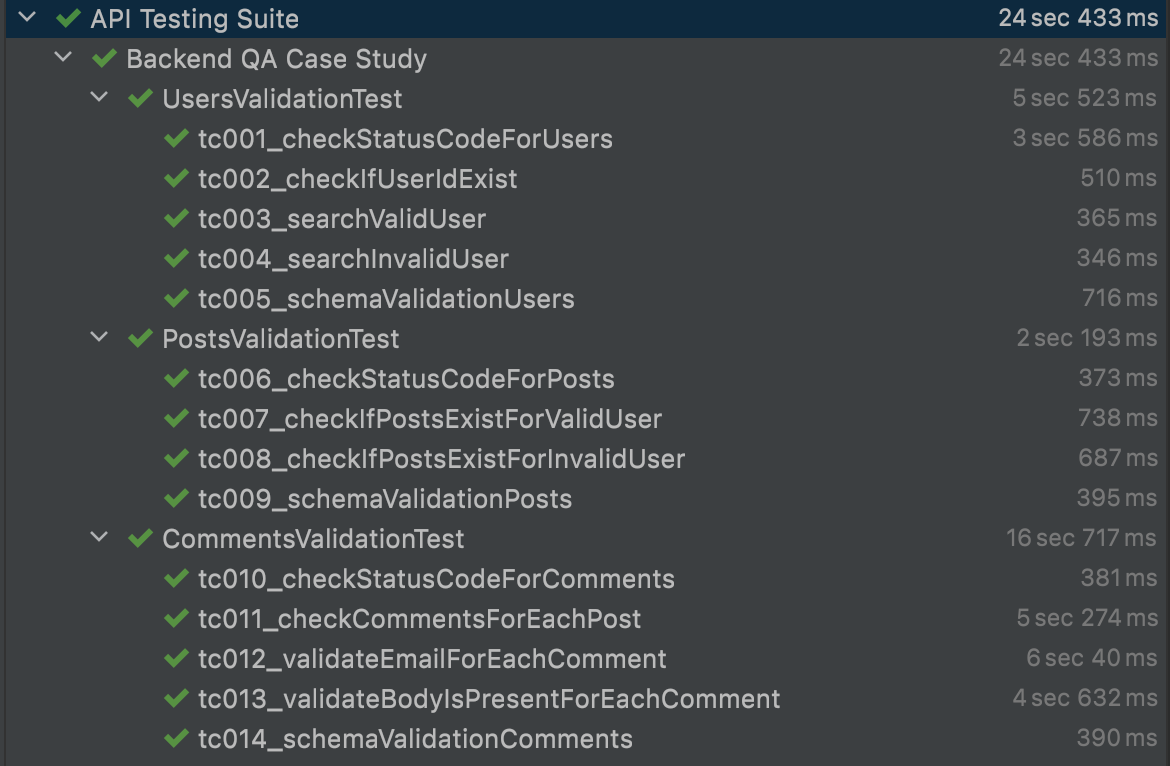 API Testing Suite 24 sec 433 ms
Backend QA Case Study 24 sec 433 ms
UsersValidationTest 5 sec 523 ms
tc001_checkStatusCodeForUsers 3 sec 586 ms
tc002_checkIfUserIdExist 510 ms
tc003_searchValidUser 365 ms
tc004_searchInvalidUser 346 ms
tc005_schemaValidationUsers 716 ms
PostsValidationTest 2 sec 193 ms
tc006_checkStatusCodeForPosts 373 ms
tc007_checkIfPostsExistForValidUser 738 ms
tc008_checkIfPostsExistForInvalidUser 687 ms
tc009_schemaValidationPosts 395 ms
CommentsValidationTest 16 sec 717 ms
tc010_checkStatusCodeForComments 381 ms
tc011_checkCommentsForEachPost 5 sec 274 ms
tc012_validateEmailForEachComment 6 sec 40 ms
tc013_validateBodyIsPresentForEachComment 4 sec 632 ms
tc014_schemaValidationComments 390 ms